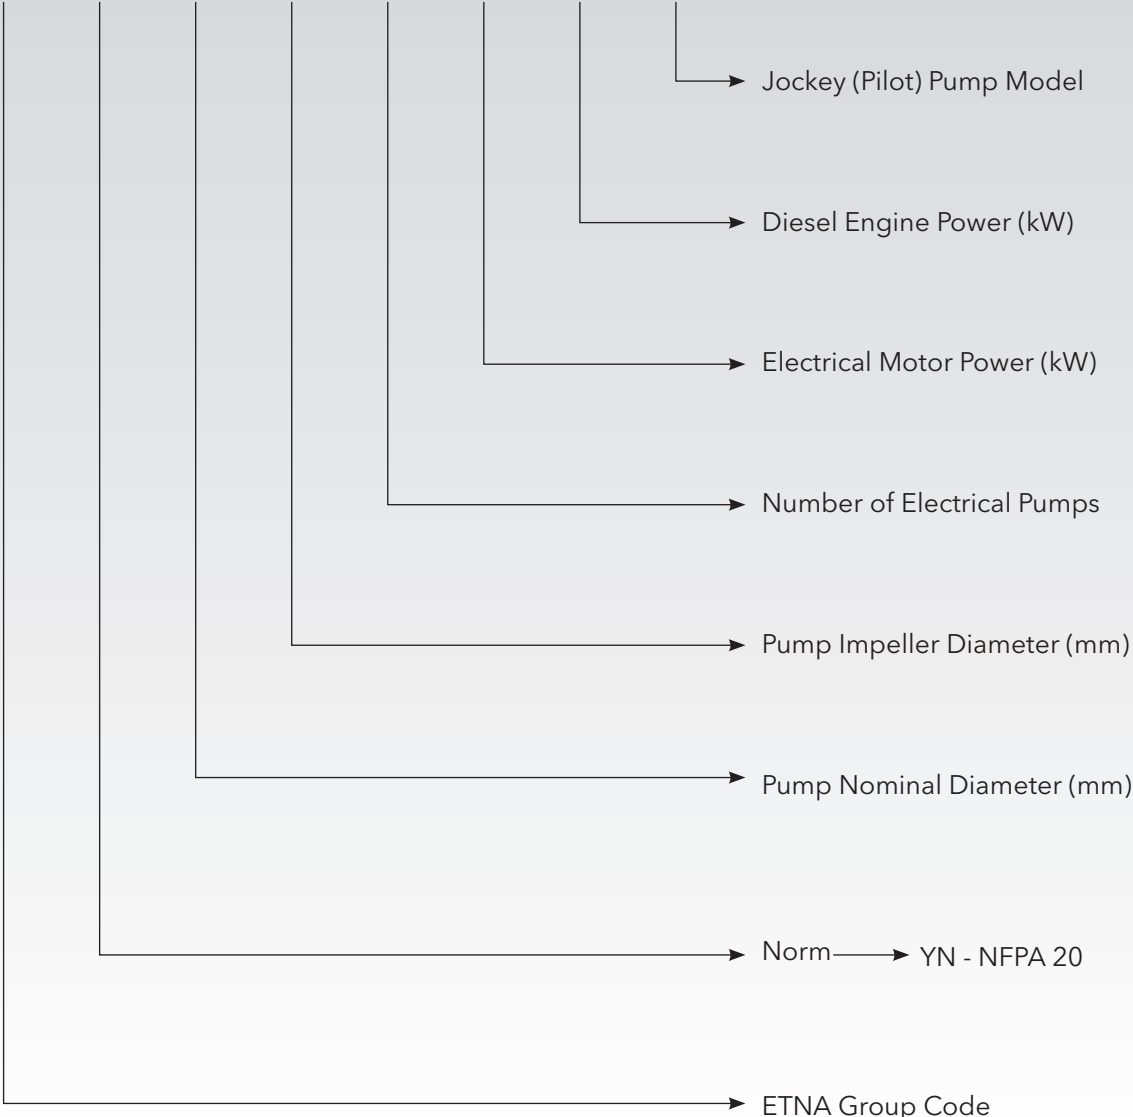 Jockey (Pilot) Pump Model
Diesel Engine Power (kW)
Electrical Motor Power (kW)
Number of Electrical Pumps
Pump Impeller Diameter (mm)
Pump Nominal Diameter (mm)
Norm YN - NFPA 20
ETNA Group Code